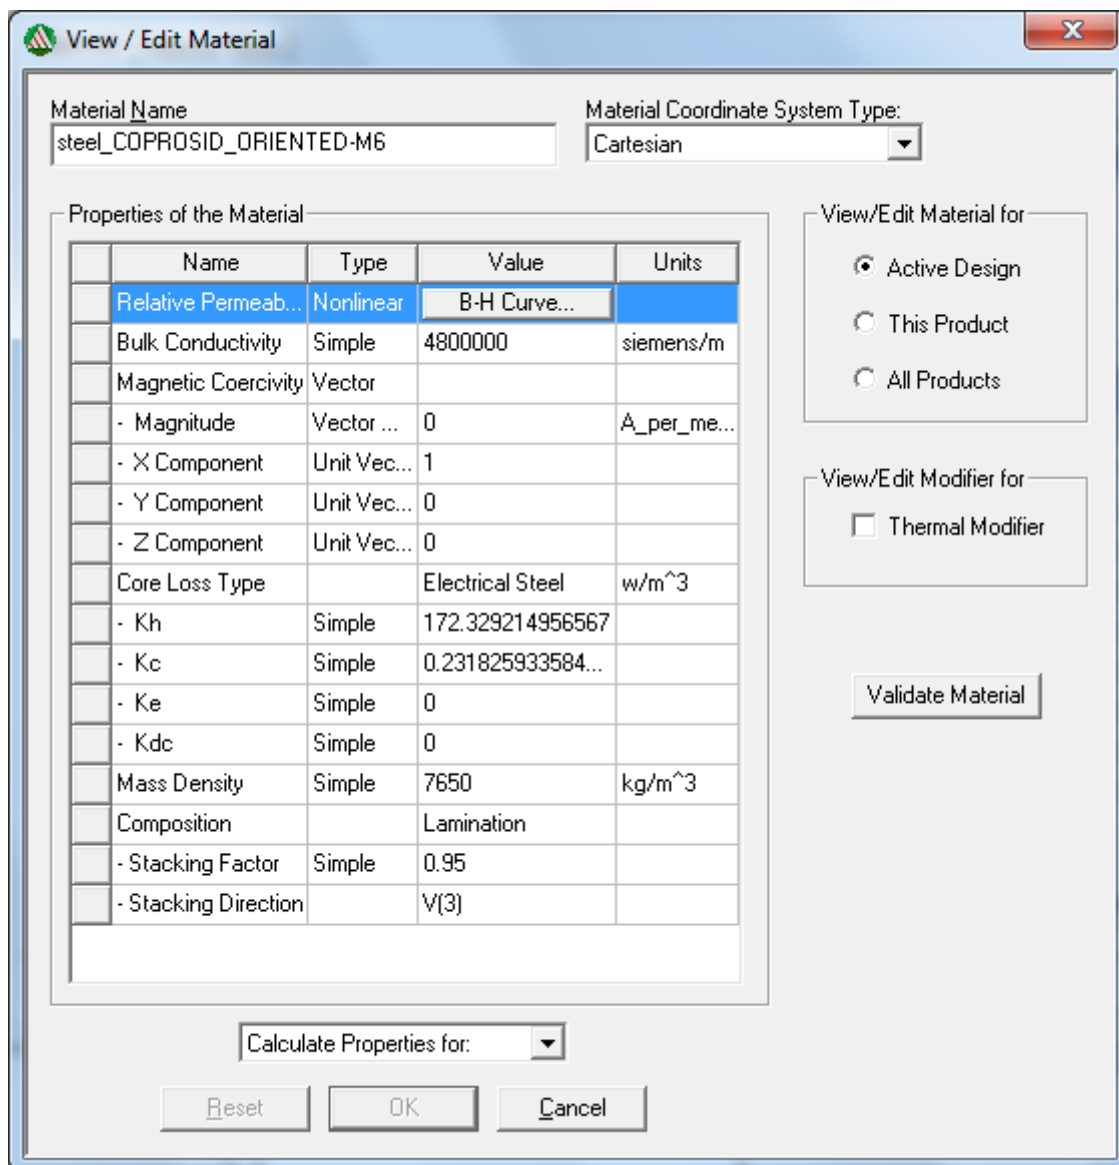 View / Edit Material
Material Name
Material Coordinate System Type:
steel_COPROSID_ORIENTED-M6
Cartesian
Properties of the Material
Name Type Value Units
Relative Permeab... Nonlinear B-H Curve...
Bulk Conductivity Simple 4800000 siemens/m
Magnetic Coercivity Vector
- Magnitude Vector ... 0 A_per_me...
- X Component Unit Vec... 1
- Y Component Unit Vec... 0
- Z Component Unit Vec... 0
Core Loss Type Electrical Steel w/m^3
- Kh Simple 172.329214956567
- Kc Simple 0.231825933584...
- Ke Simple 0
- Kdc Simple 0
Mass Density Simple 7650 kg/m^3
Composition Lamination
- Stacking Factor Simple 0.95
- Stacking Direction V(3)
View/Edit Material for
Active Design
This Product
All Products
View/Edit Modifier for
Thermal Modifier
Validate Material
Calculate Properties for:
Reset OK Cancel